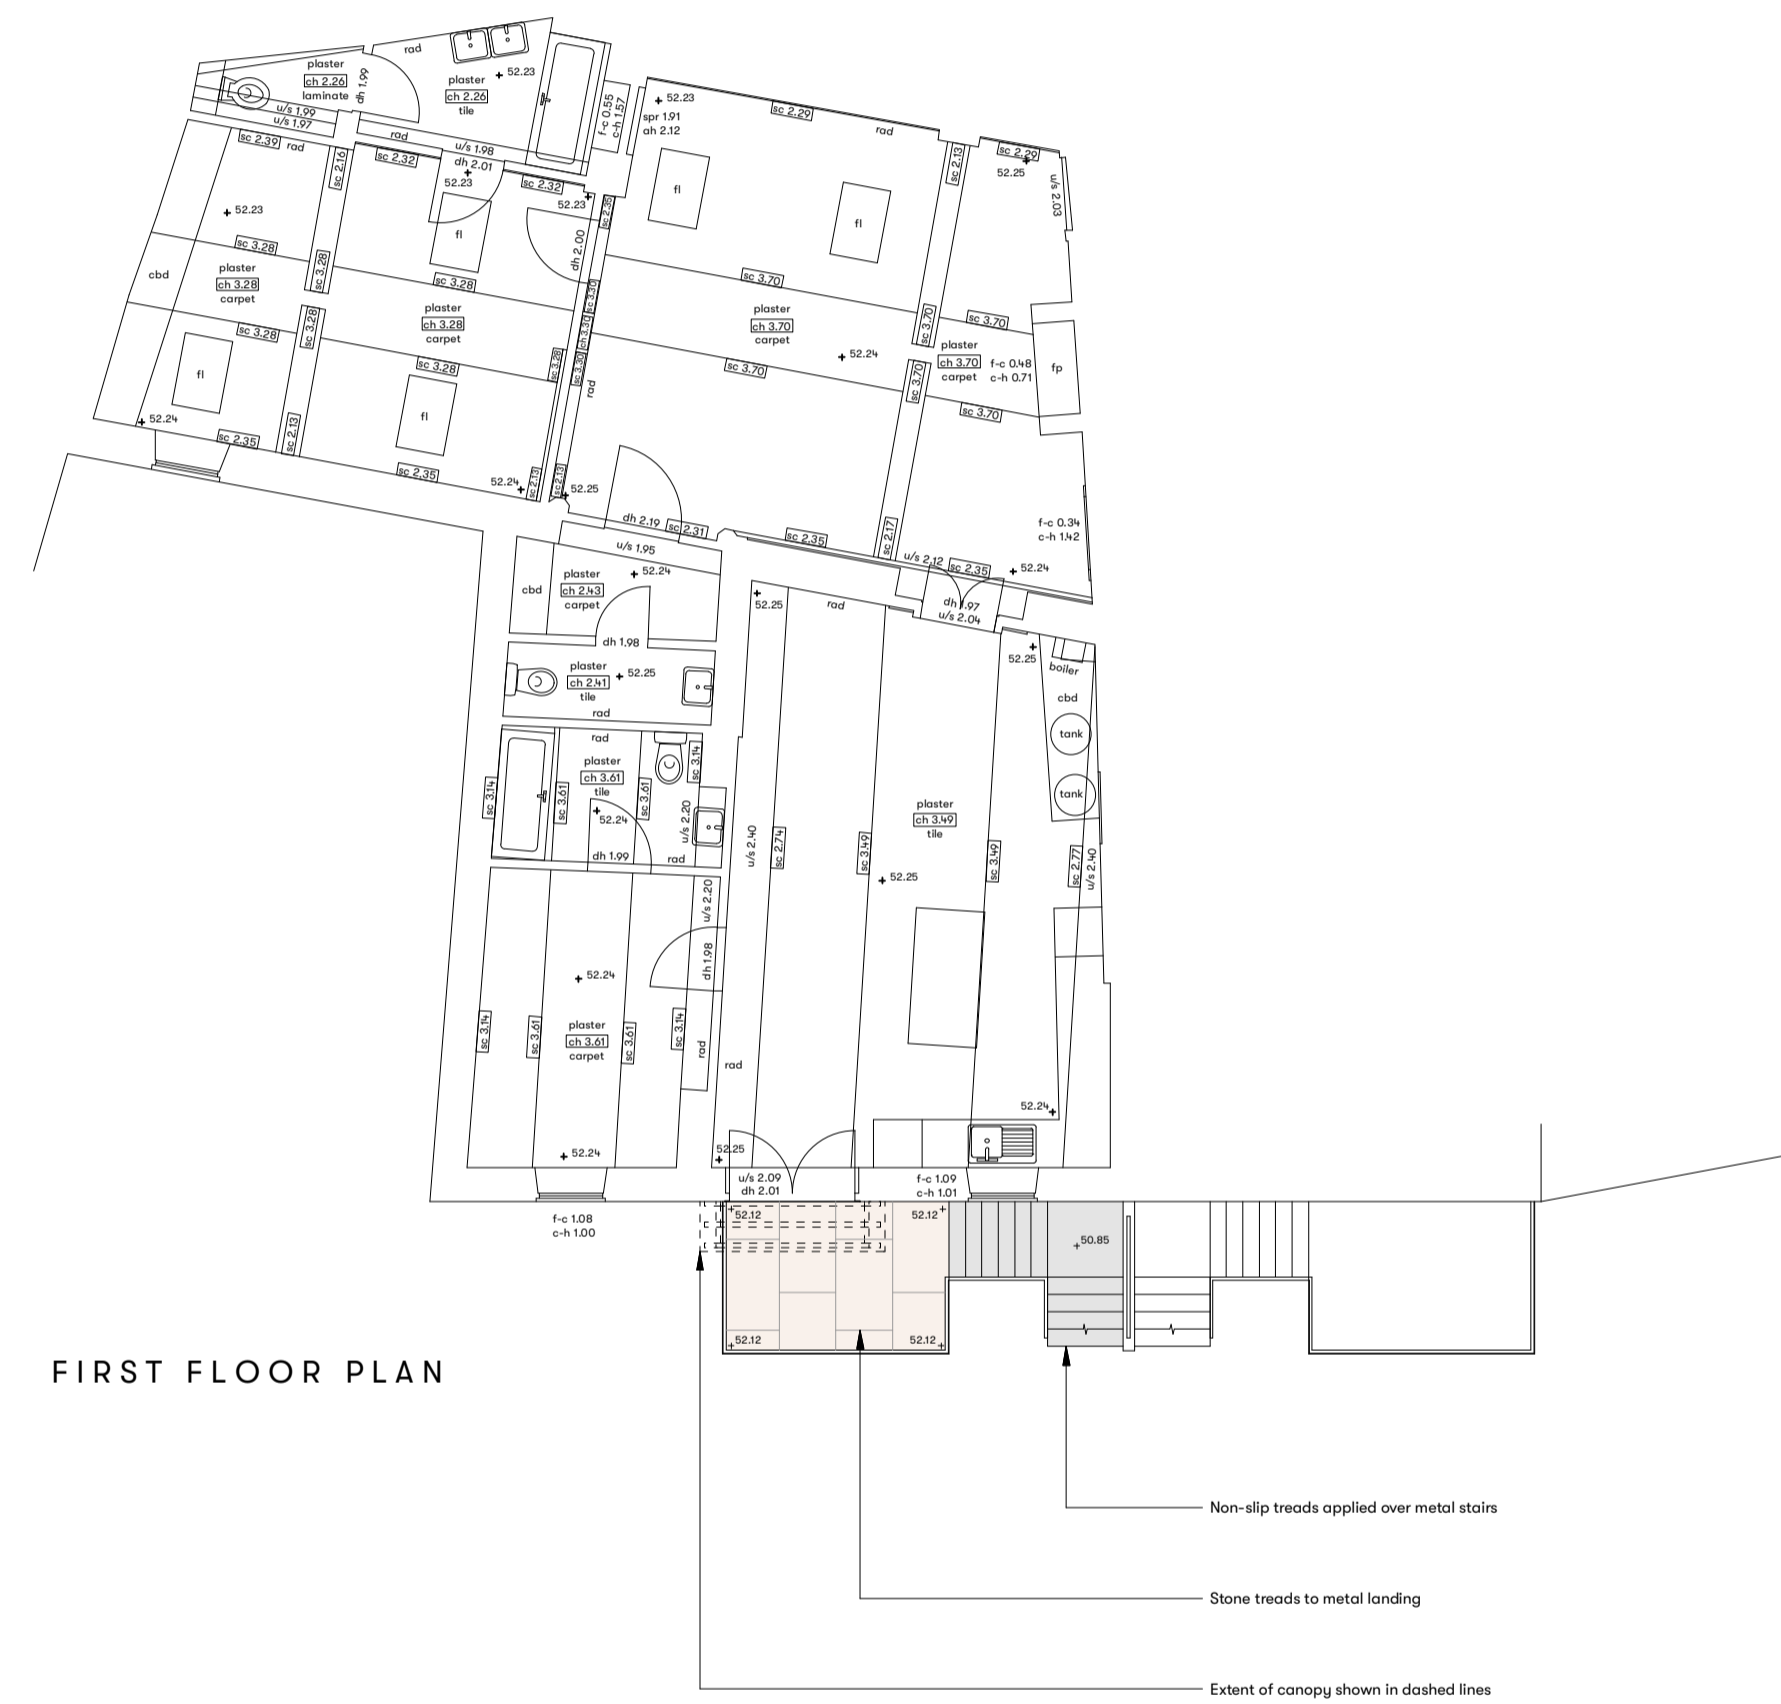 plaster
ch 2.26
laminate
dh 1.99
rad
plaster
ch 2.26
tile
52.23
u/s 1.99
u/s 1.97
rad
u/s 1.98
f-c 0.55
c-h 1.57
52.23
spr 1.91
ah 2.12
sc 2.29
rad
sc 2.13
sc 2.29
52.25
u/s 2.03
sc 2.39
rad
sc 2.16
sc 2.32
dh 2.01
52.23
sc 2.32
52.23
sc 2.35
fl
fl
fl
dh 2.00
52.23
sc 3.28
cbd
plaster
ch 3.28
carpet
sc 3.28
sc 3.28
sc 3.28
plaster
ch 3.28
carpet
sc 3.30
ch 3.30
sc 3.30
sc 3.28
rad
sc 3.70
plaster
ch 3.70
carpet
52.24
sc 3.70
sc 3.70
sc 3.70
sc 3.70
plaster
ch 3.70
carpet
f-c 0.48
c-h 0.71
fp
sc 3.70
sc 3.28
sc 3.28
fl
fl
52.24
sc 2.35
sc 2.13
sc 2.35
52.24
sc 2.13
sc 2.13
52.25
dh 2.19
sc 2.31
sc 2.35
sc 2.17
u/s 2.12
sc 2.35
52.24
f-c 0.34
c-h 1.42
u/s 1.95
cbd
plaster
ch 2.43
carpet
52.24
dh 1.98
52.25
rad
u/s 2.04
52.25
boiler
cbd
tank
tank
plaster
ch 2.41
tile
52.25
rad
rad
plaster
ch 3.61
tile
sc 3.14
sc 3.14
sc 3.61
sc 3.61
52.24
u/s 2.20
dh 1.99
rad
u/s 2.40
sc 2.74
sc 3.49
plaster
ch 3.49
tile
52.25
sc 3.49
sc 2.77
u/s 2.40
u/s 2.20
dh 1.98
52.24
sc 3.14
sc 3.61
plaster
ch 3.61
carpet
sc 3.61
sc 3.14
rad
rad
52.24
52.24
52.25
u/s 2.09
dh 2.01
f-c 1.09
c-h 1.01
f-c 1.08
c-h 1.00
52.12
52.12
50.85
52.12
52.12
FIRST FLOOR PLAN
Non-slip treads applied over metal stairs
Stone treads to metal landing
Extent of canopy shown in dashed lines